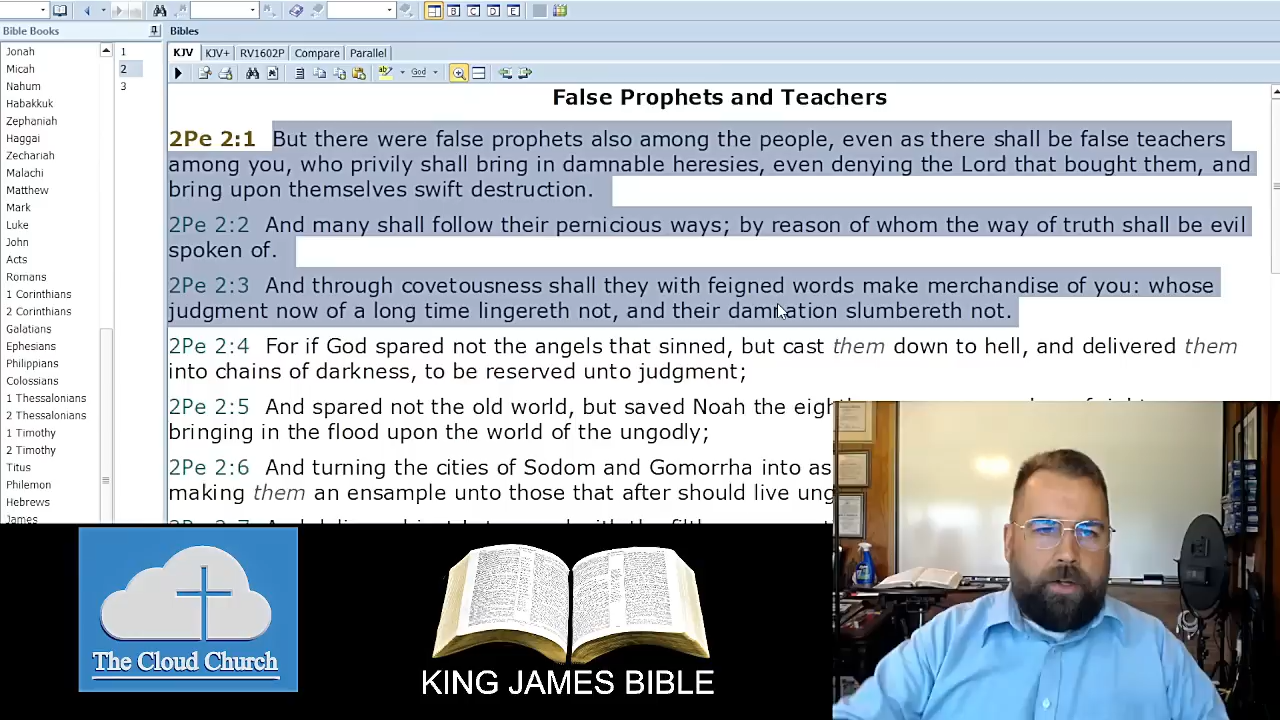 Bible Books
Bibles
Jonah
Micah
Nahum
Habakkuk
Zephaniah
Haggai
Zechariah
Malachi
Matthew
Mark
Luke
John
Acts
Romans
1 Corinthians
2 Corinthians
Galatians
Ephesians
Philippians
Colossians
1 Thessalonians
2 Thessalonians
1 Timothy
2 Timothy
Titus
Philemon
Hebrews
James
1
2
3
B C D E
KJV KJV+ RV1602P Compare Parallel
God
False Prophets and Teachers
2Pe 2:1 But there were false prophets also among the people, even as there shall be false teachers
among you, who privily shall bring in damnable heresies, even denying the Lord that bought them, and
bring upon themselves swift destruction.
2Pe 2:2 And many shall follow their pernicious ways; by reason of whom the way of truth shall be evil
spoken of.
2Pe 2:3 And through covetousness shall they with feigned words make merchandise of you: whose
judgment now of a long time lingereth not, and their damnation slumbereth not.
2Pe 2:4 For if God spared not the angels that sinned, but cast them down to hell, and delivered them
into chains of darkness, to be reserved unto judgment;
2Pe 2:5 And spared not the old world, but saved Noah the eighth
bringing in the flood upon the world of the ungodly;
2Pe 2:6 And turning the cities of Sodom and Gomorrha into as
making them an ensample unto those that after should live ung
The Cloud Church
KING JAMES BIBLE